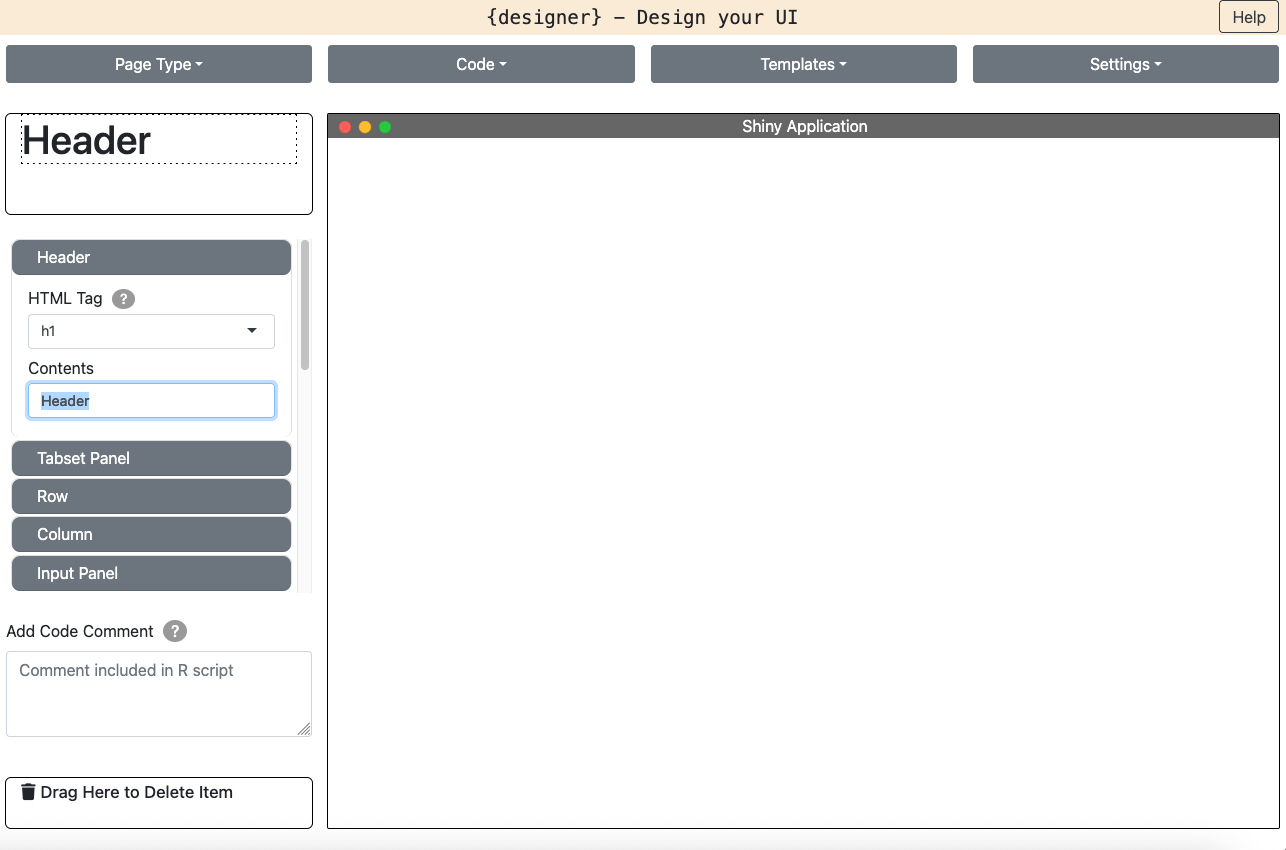 {designer} – Design your UI
Help
Page Type
Code
Templates
Settings
Header
Shiny Application
Header
HTML Tag ?
h1
Contents
Header
Tabset Panel
Row
Column
Input Panel
Add Code Comment ?
Comment included in R script
Drag Here to Delete Item